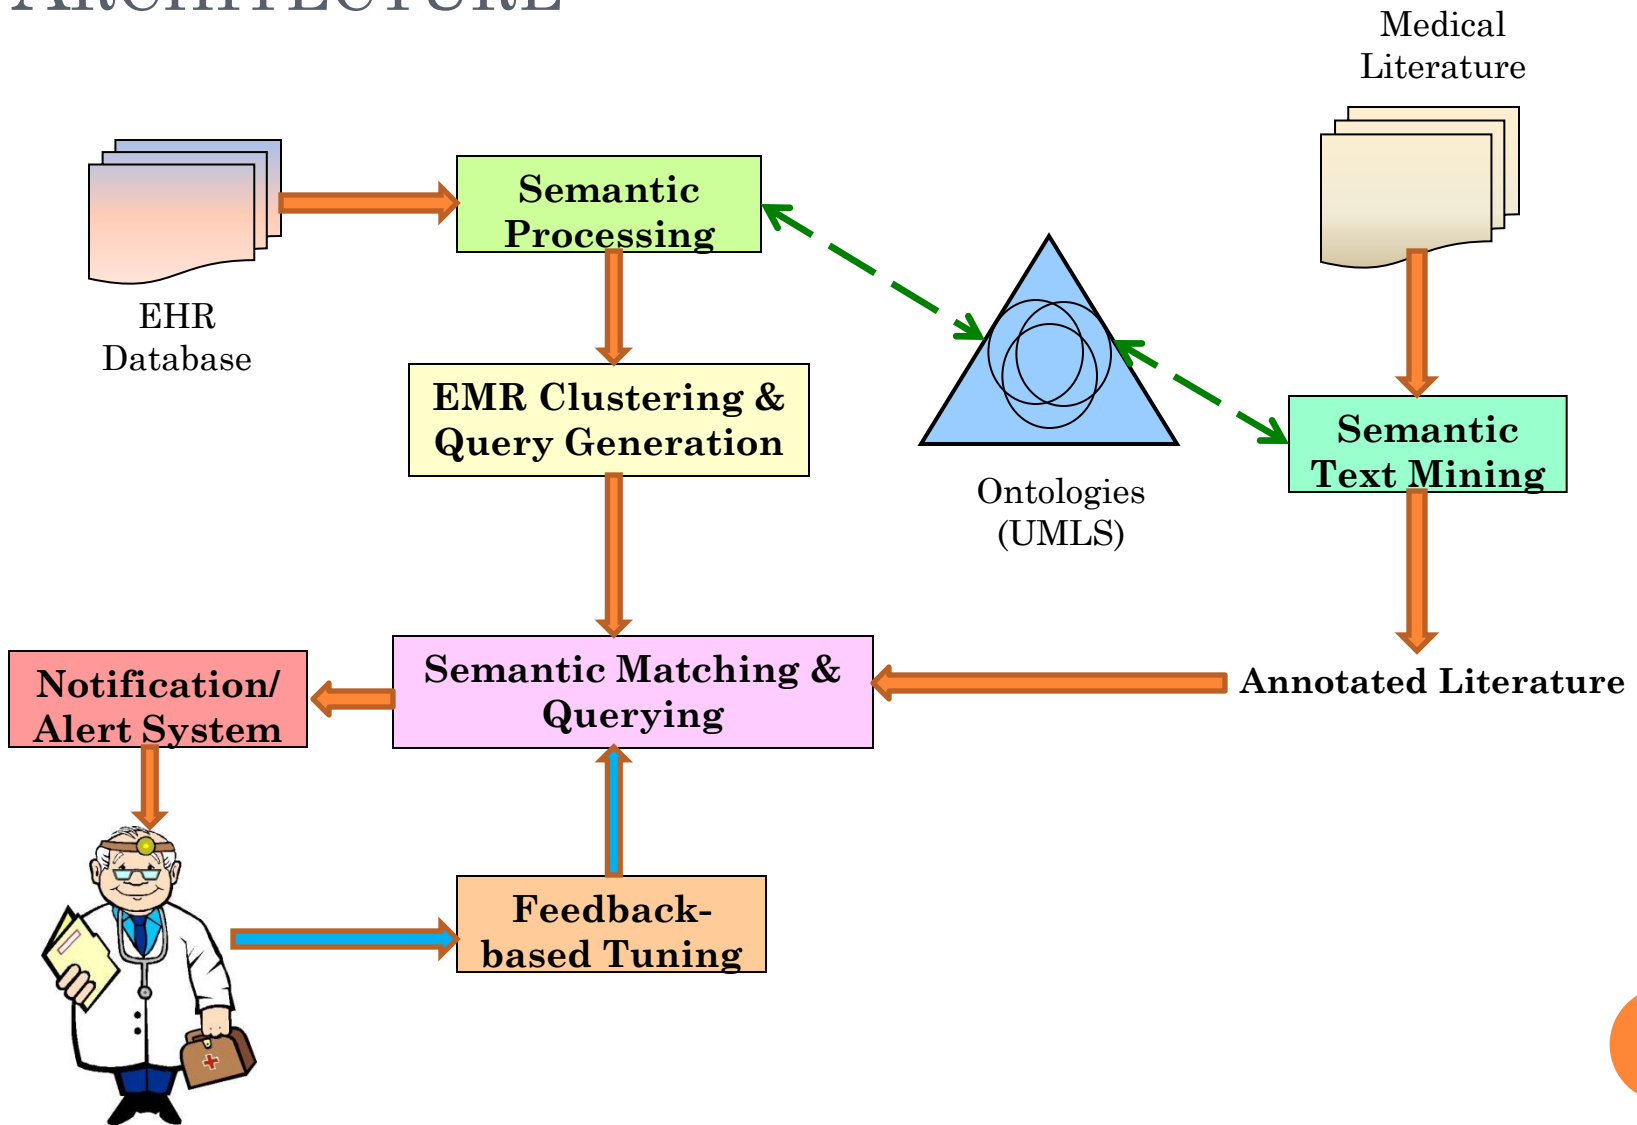 ARCHITECTURE
Medical
Literature
Semantic
Processing
EHR
Database
EMR Clustering &
Query Generation
Ontologies
(UMLS)
Semantic
Text Mining
Notification/
Alert System
Semantic Matching &
Querying
Annotated Literature
Feedback-
based Tuning